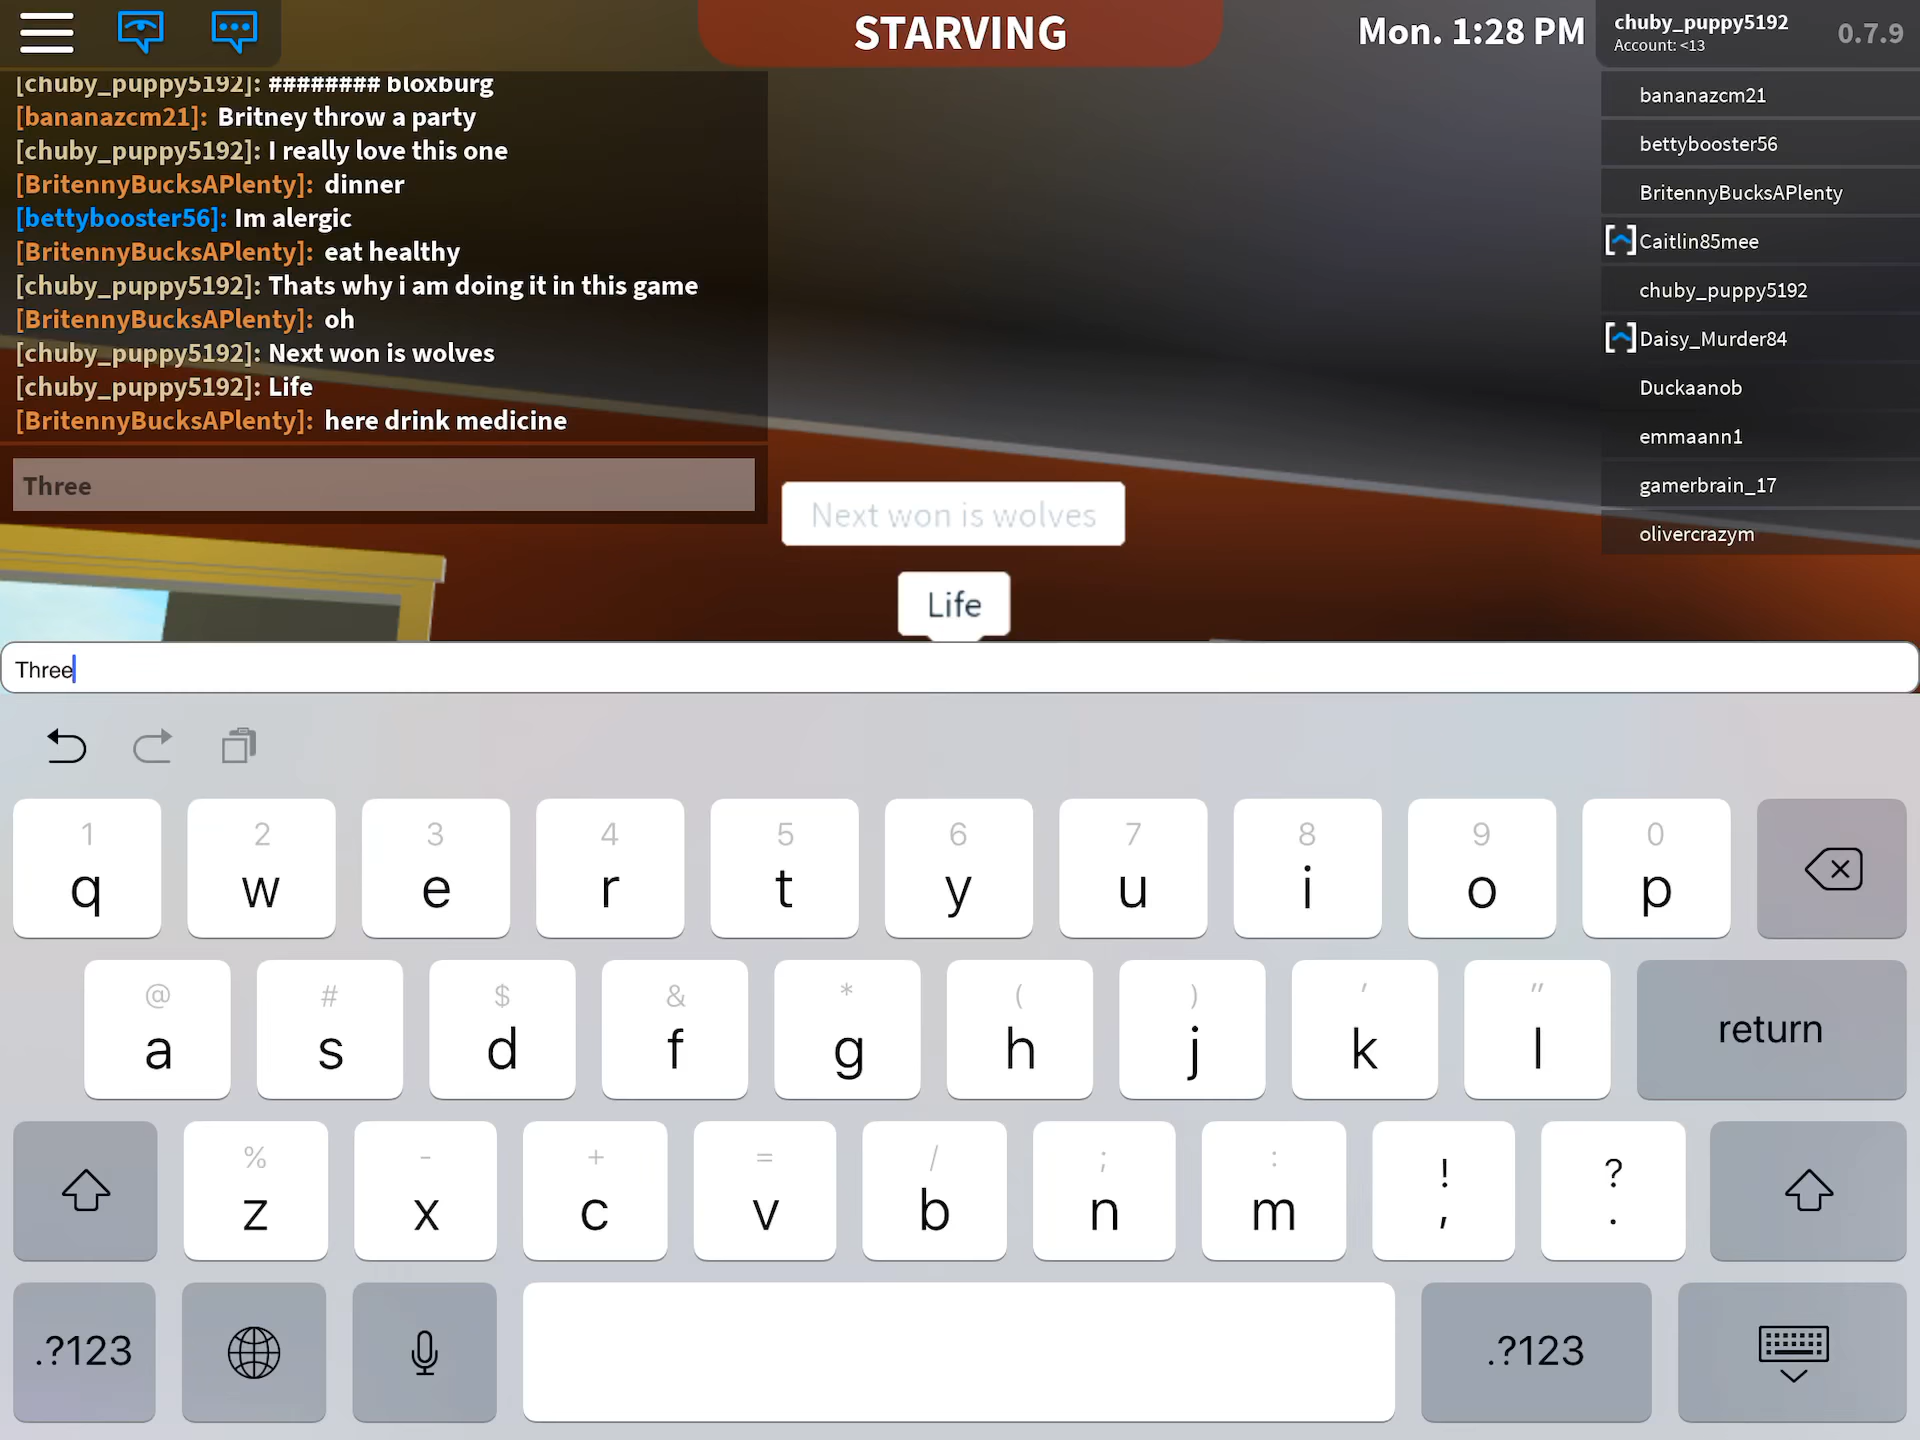 STARVING
Mon. 1:28 PM
chuby_puppy5192
Account: <13
0.7.9
[chuby_puppy5192]: ######## bloxburg
[bananazcm21]: Britney throw a party
[chuby_puppy5192]: I really love this one
[BritennyBucksAPlenty]: dinner
[bettybooster56]: Im alergic
[BritennyBucksAPlenty]: eat healthy
[chuby_puppy5192]: Thats why i am doing it in this game
[BritennyBucksAPlenty]: oh
[chuby_puppy5192]: Next won is wolves
[chuby_puppy5192]: Life
[BritennyBucksAPlenty]: here drink medicine
Three
bananazcm21
bettybooster56
BritennyBucksAPlenty
Caitlin85mee
chuby_puppy5192
Daisy_Murder84
Duckaanob
emmaann1
gamerbrain_17
olivercrazym
Next won is wolves
Life
Three
1 2 3 4 5 6 7 8 9 0
q w e r t y u i o p
@ # $ & * ( ) ' "
a s d f g h j k l return
% - + = / ; : ! ?
z x c v b n m , .
.?123 .?123